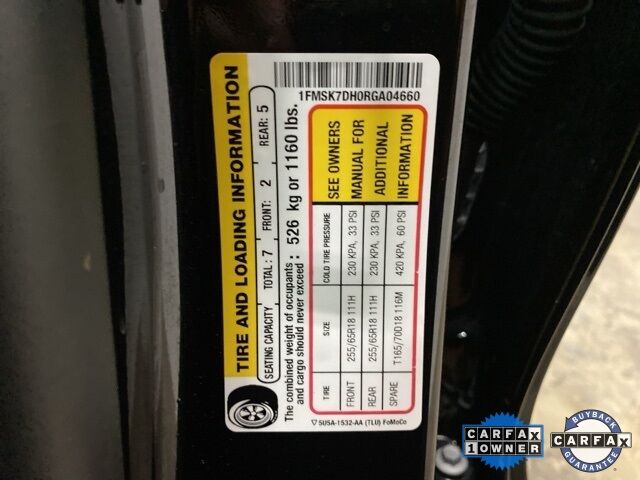 1FMSK7DH0RGA04660
TIRE AND LOADING INFORMATION
SEATING CAPACITY TOTAL: 7 FRONT: 2 REAR: 5
The combined weight of occupants
and cargo should never exceed : 526 kg or 1160 lbs.
TIRE SIZE COLD TIRE PRESSURE SEE OWNERS
FRONT 255/65R18 111H 230 KPA, 33 PSI MANUAL FOR
REAR 255/65R18 111H 230 KPA, 33 PSI ADDITIONAL
SPARE T165/70D18 116M 420 KPA, 60 PSI INFORMATION
5U5A-1532-AA (TLU) FoMoCo
CARFAX
1 OWNER
BUYBACK
CARFAX
GUARANTEE